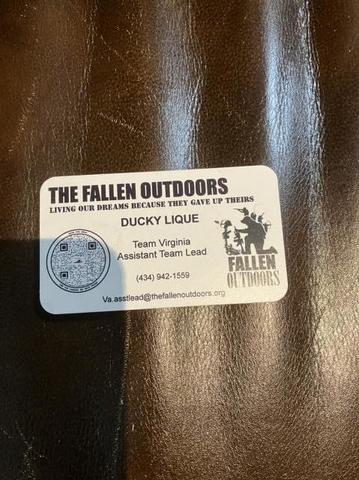 THE FALLEN OUTDOORS
LIVING OUR DREAMS BECAUSE THEY GAVE UP THEIRS
DUCKY LIQUE
Team Virginia
Assistant Team Lead
(434) 942-1559
Va.asstlead@thefallenoutdoors.org
FALLEN
OUTDOORS